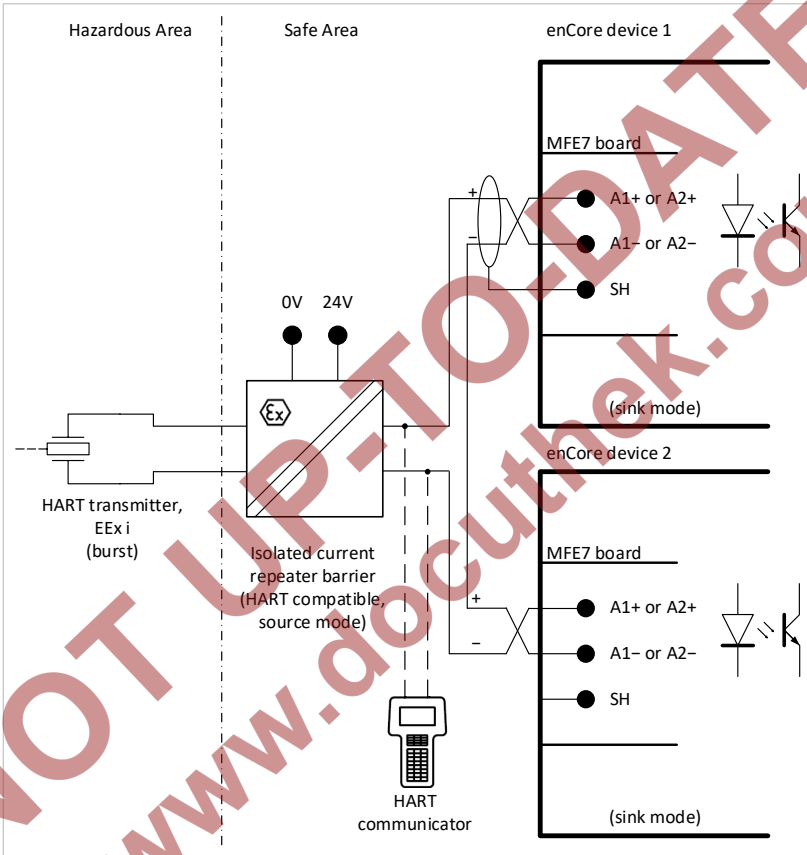 Hazardous Area
Safe Area
enCore device 1
MFE7 board
+
A1+ or A2+
−
A1− or A2−
SH
0V
24V
Ex
(sink mode)
enCore device 2
HART transmitter,
EEx i
(burst)
Isolated current
repeater barrier
(HART compatible,
source mode)
MFE7 board
+
A1+ or A2+
−
A1− or A2−
SH
HART
communicator
(sink mode)
NOT UP-TO-DATE
www.docuthek.co